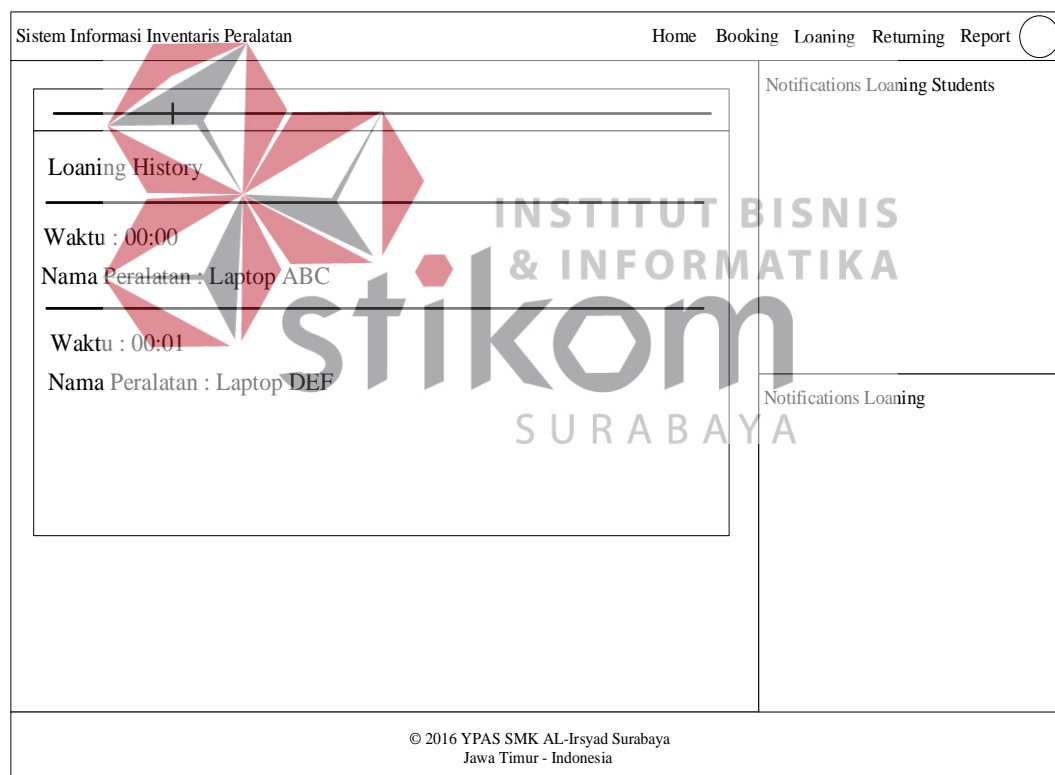 Sistem Informasi Inventaris Peralatan
Home Booking Loaning Returning Report
Loaning History
Waktu : 00:00
Nama Peralatan : Laptop ABC
Waktu : 00:01
Nama Peralatan : Laptop DEF
Notifications Loaning Students
Notifications Loaning
INSTITUT BISNIS
& INFORMATIKA
stikom
SURABAYA
© 2016 YPAS SMK AL-Irsyad Surabaya
Jawa Timur - Indonesia